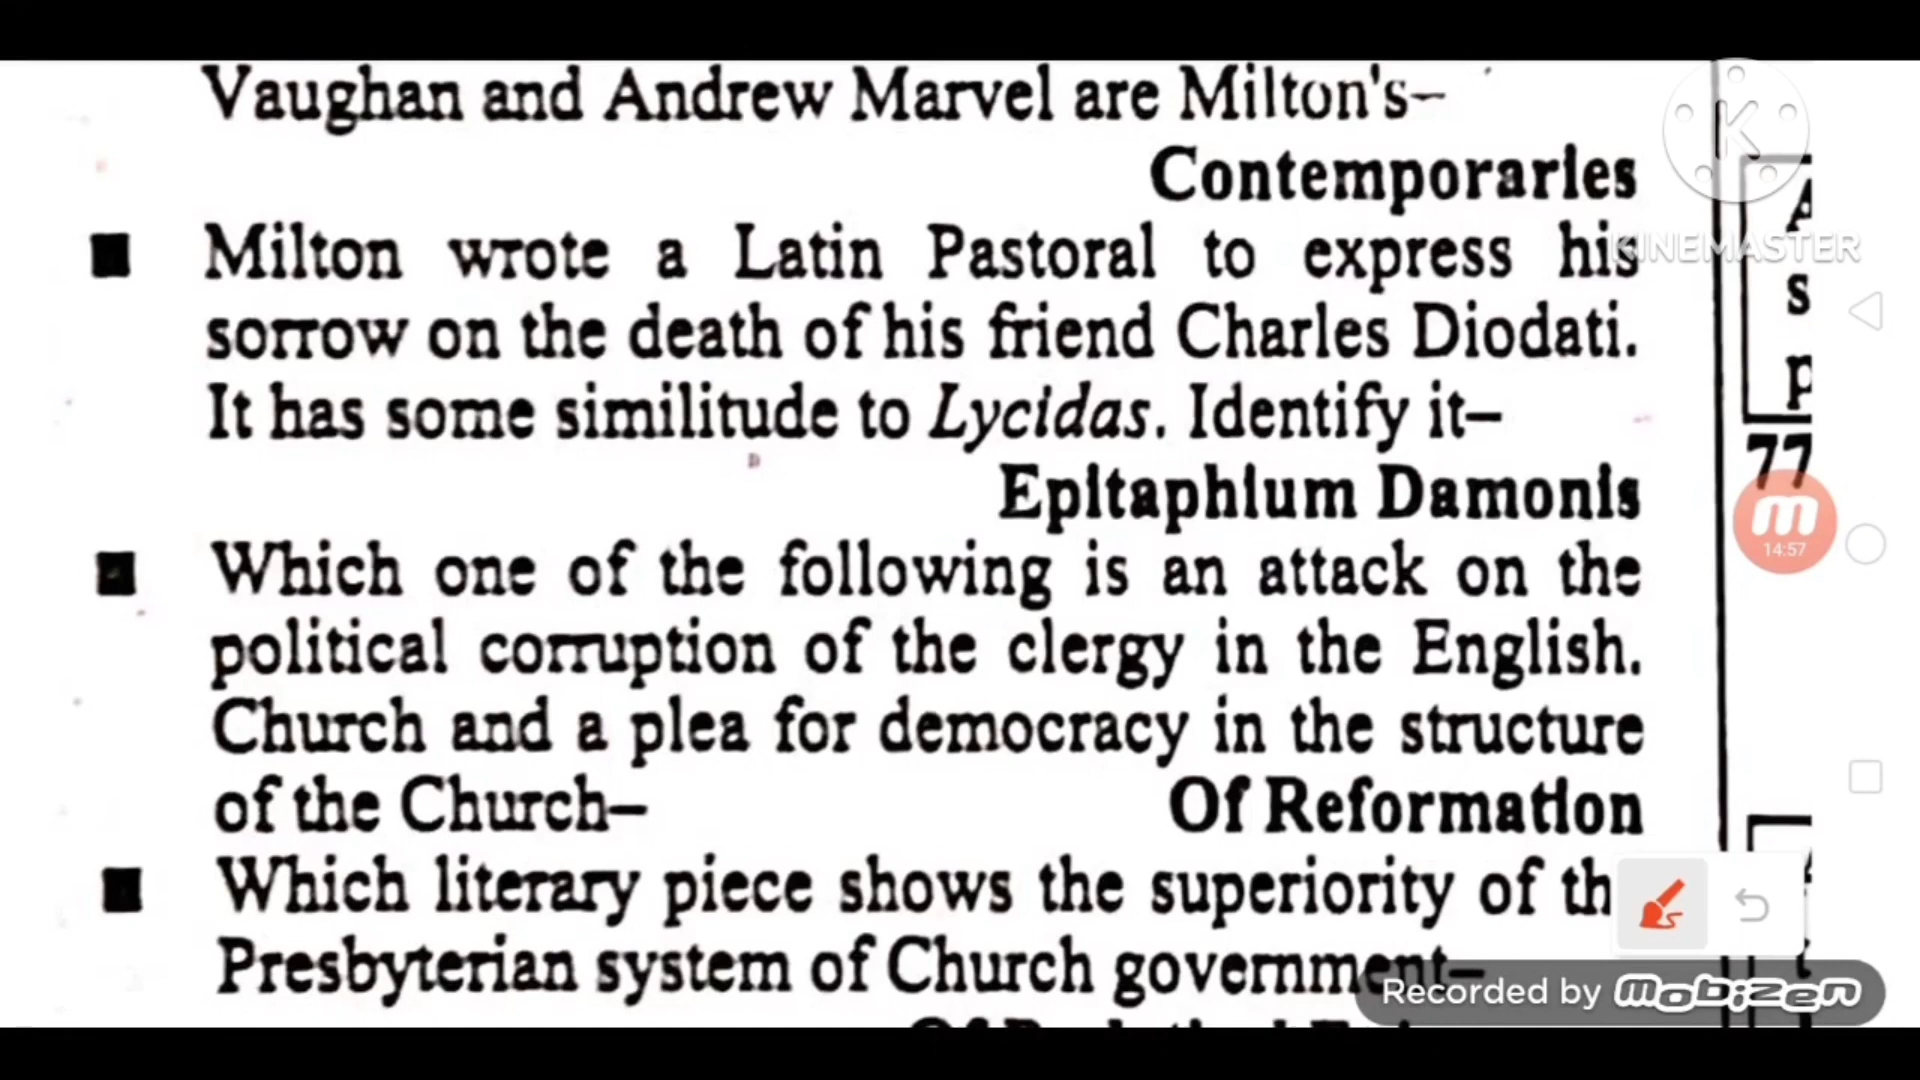 Vaughan and Andrew Marvel are Milton's–
Contemporaries
KINEMASTER
■ Milton wrote a Latin Pastoral to express his
sorrow on the death of his friend Charles Diodati.
It has some similitude to Lycidas. Identify it–
Epitaphium Damonis
■ Which one of the following is an attack on the
political corruption of the clergy in the English.
Church and a plea for democracy in the structure
of the Church– Of Reformation
■ Which literary piece shows the superiority of th
Presbyterian system of Church government–
A
s
p
77
14:57
Recorded by mobizen